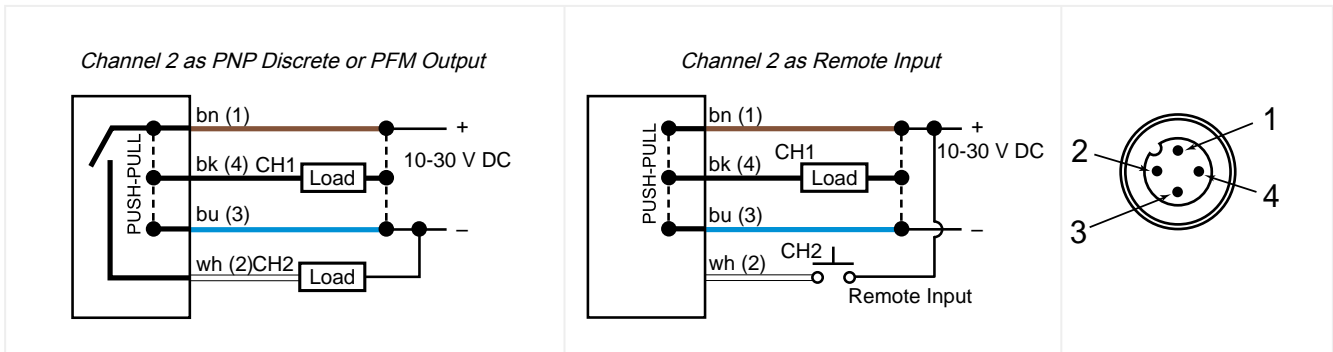 Channel 2 as PNP Discrete or PFM Output
bn (1)
+
10-30 V DC
PUSH-PULL
bk (4) CH1
Load
bu (3)
–
wh (2)CH2
Load
Channel 2 as Remote Input
bn (1)
+
10-30 V DC
PUSH-PULL
bk (4)
CH1
Load
bu (3)
–
wh (2)
CH2
Remote Input
1
2
4
3